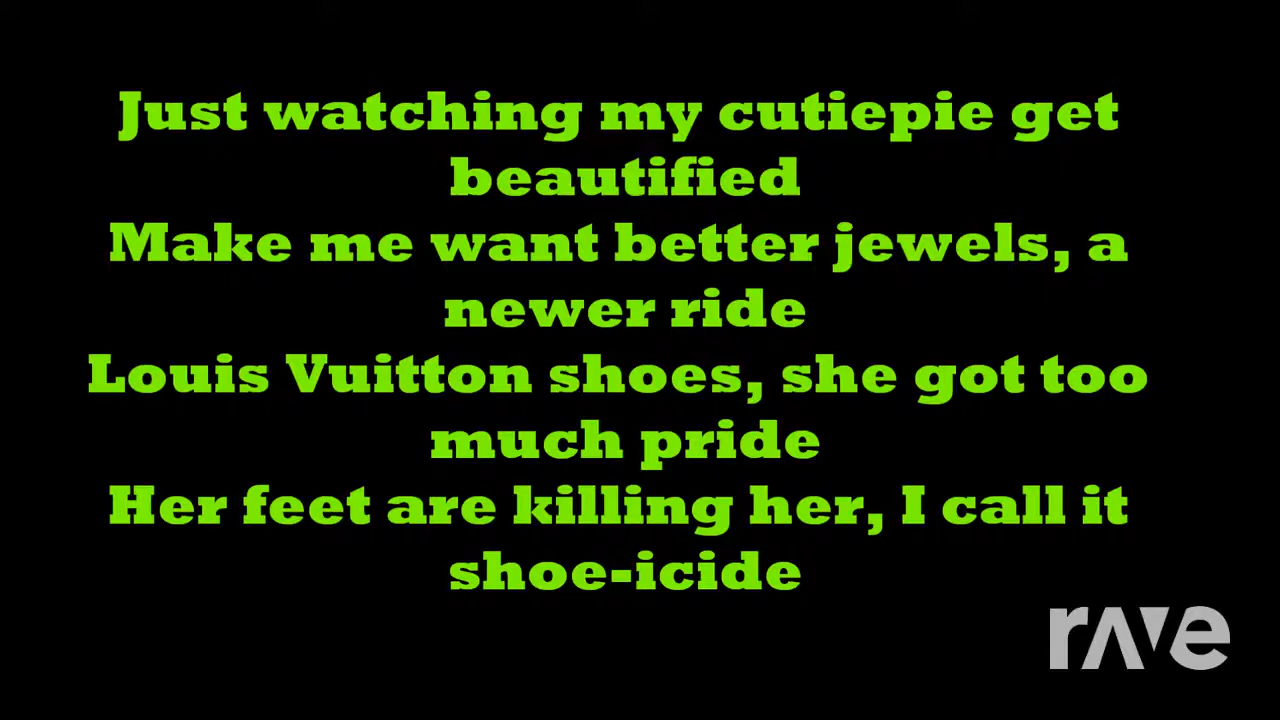 Just watching my cutiepie get
beautified
Make me want better jewels, a
newer ride
Louis Vuitton shoes, she got too
much pride
Her feet are killing her, I call it
shoe-icide
rave